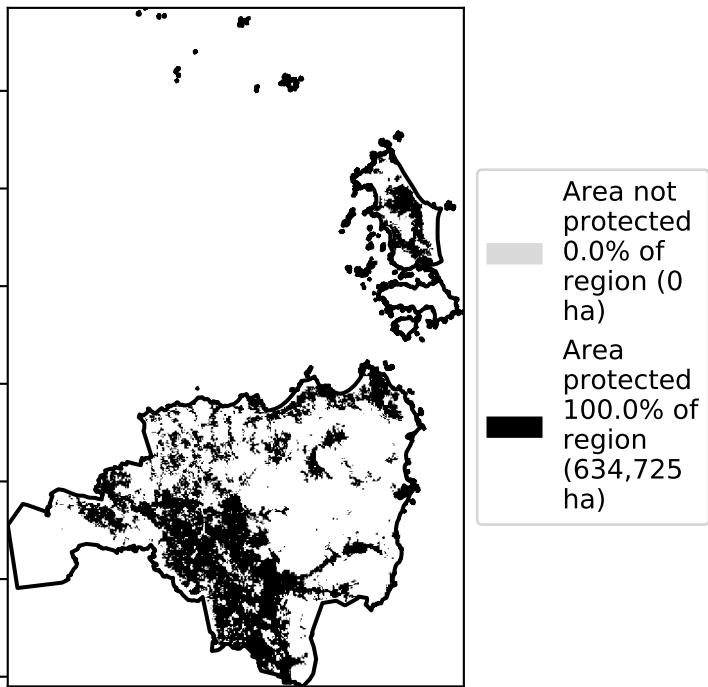 Area not
protected
0.0% of
region (0
ha)
Area
protected
100.0% of
region
(634,725
ha)